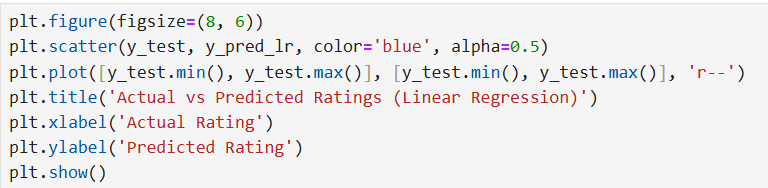 plt.figure(figsize=(8, 6))
plt.scatter(y_test, y_pred_lr, color='blue', alpha=0.5)
plt.plot([y_test.min(), y_test.max()], [y_test.min(), y_test.max()], 'r--')
plt.title('Actual vs Predicted Ratings (Linear Regression)')
plt.xlabel('Actual Rating')
plt.ylabel('Predicted Rating')
plt.show()